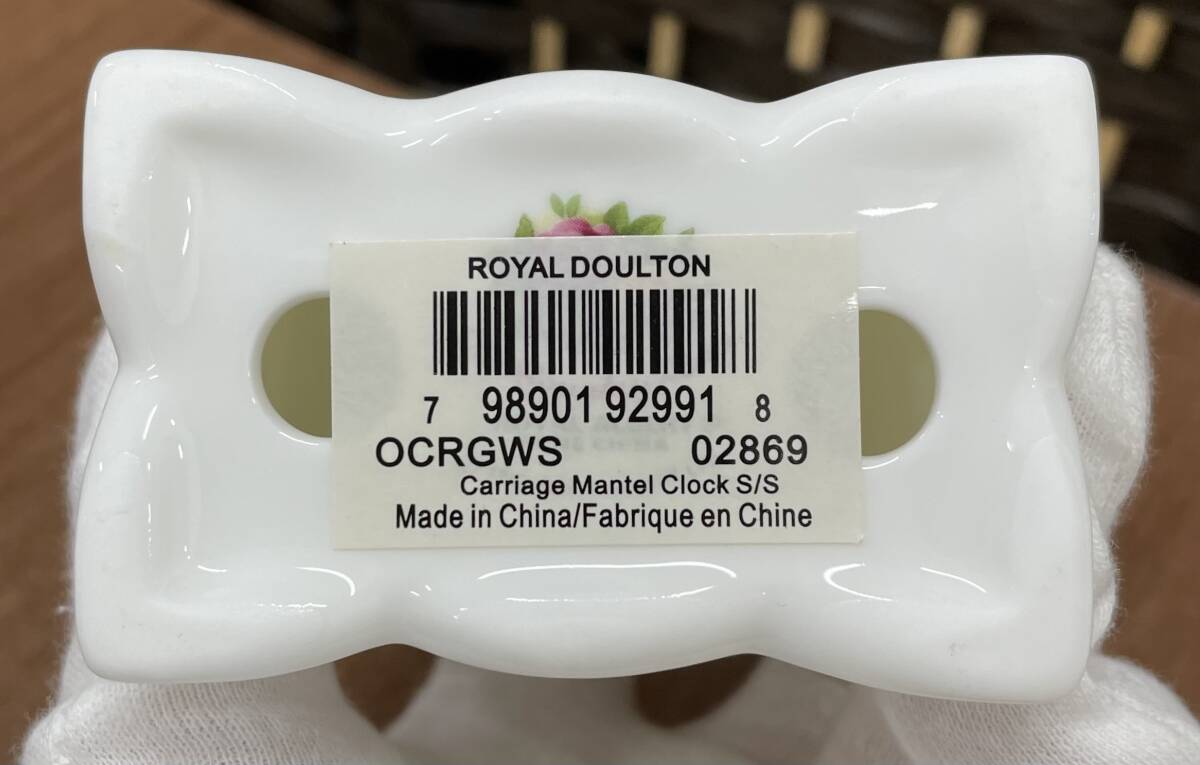 ROYAL DOULTON
7 98901 92991 8
OCRGWS 02869
Carriage Mantel Clock S/S
Made in China/Fabrique en Chine